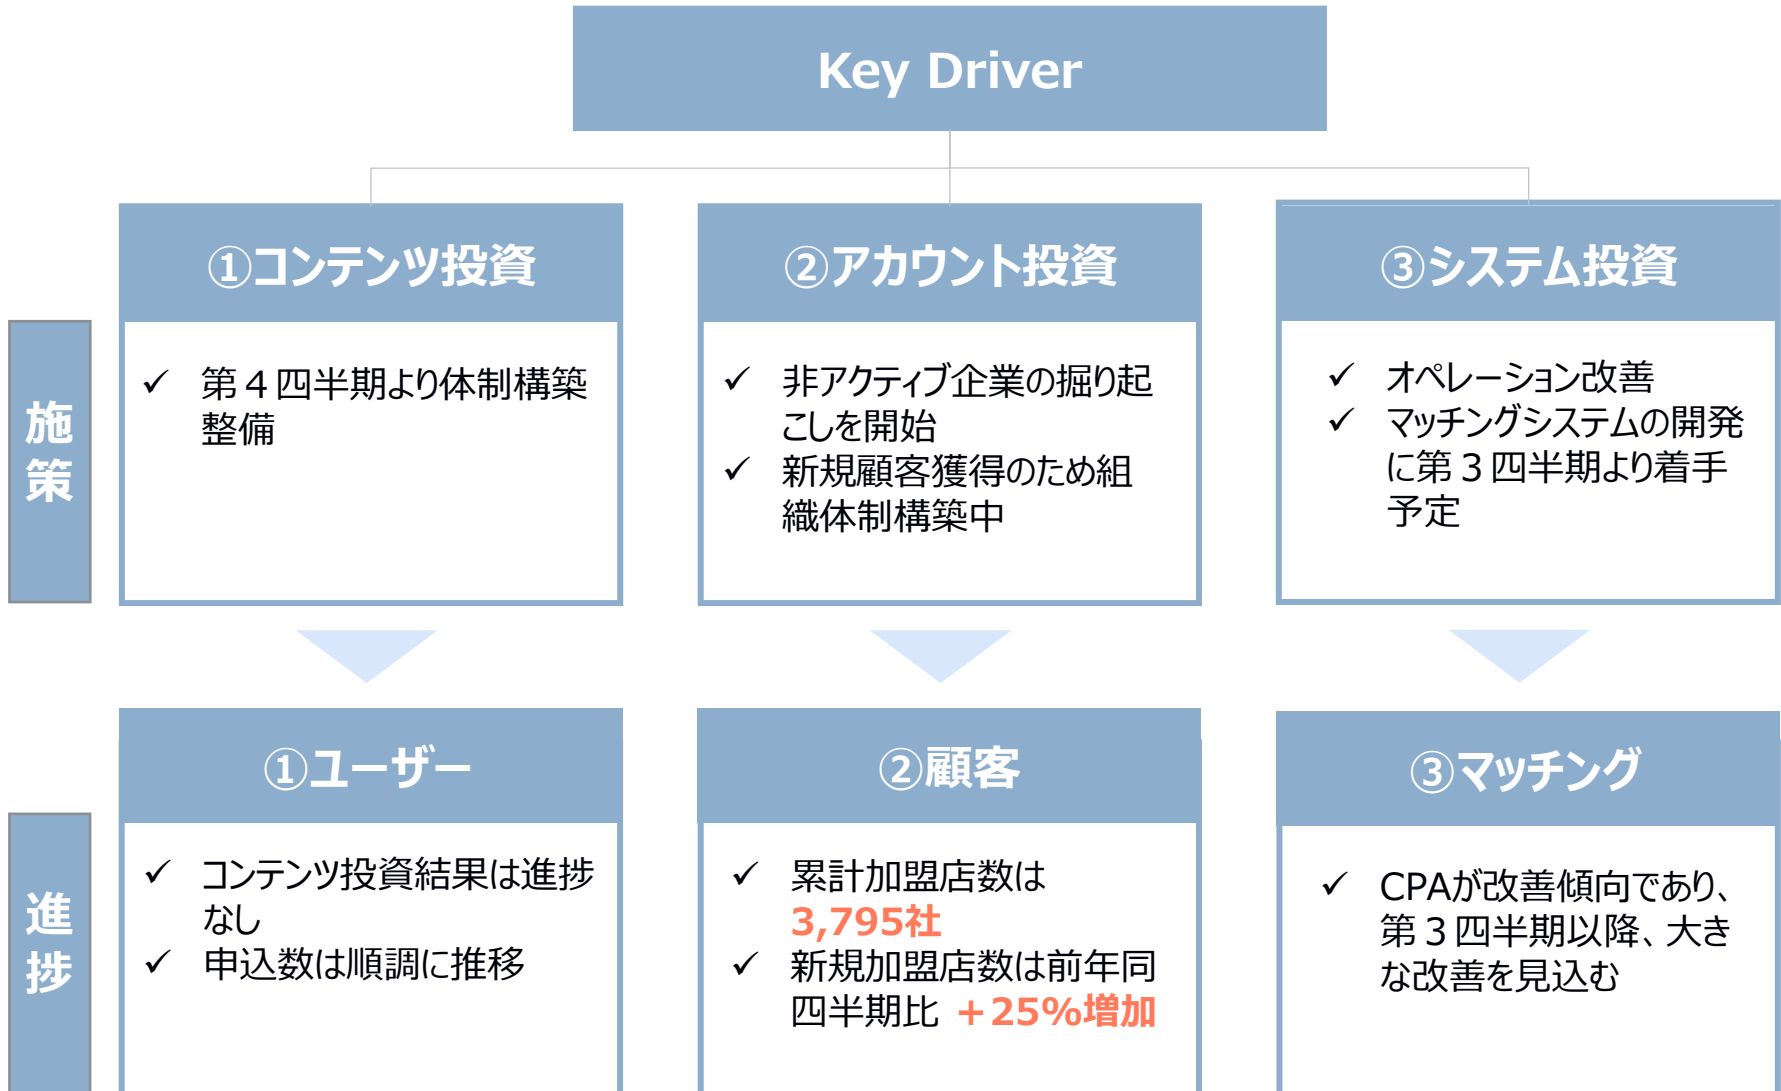 Key Driver
①コンテンツ投資
②アカウント投資
③システム投資
施策
✓ 第４四半期より体制構築
整備
✓ 非アクティブ企業の掘り起
こしを開始
✓ 新規顧客獲得のため組
織体制構築中
✓ オペレーション改善
✓ マッチングシステムの開発
に第３四半期より着手
予定
①ユーザー
②顧客
③マッチング
進捗
✓ コンテンツ投資結果は進捗
なし
✓ 申込数は順調に推移
✓ 累計加盟店数は
3,795社
✓ 新規加盟店数は前年同
四半期比 ＋25%増加
✓ CPAが改善傾向であり、
第３四半期以降、大き
な改善を見込む